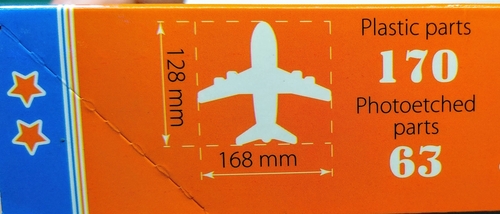 128 mm
168 mm
Plastic parts
170
Photoetched
parts
63